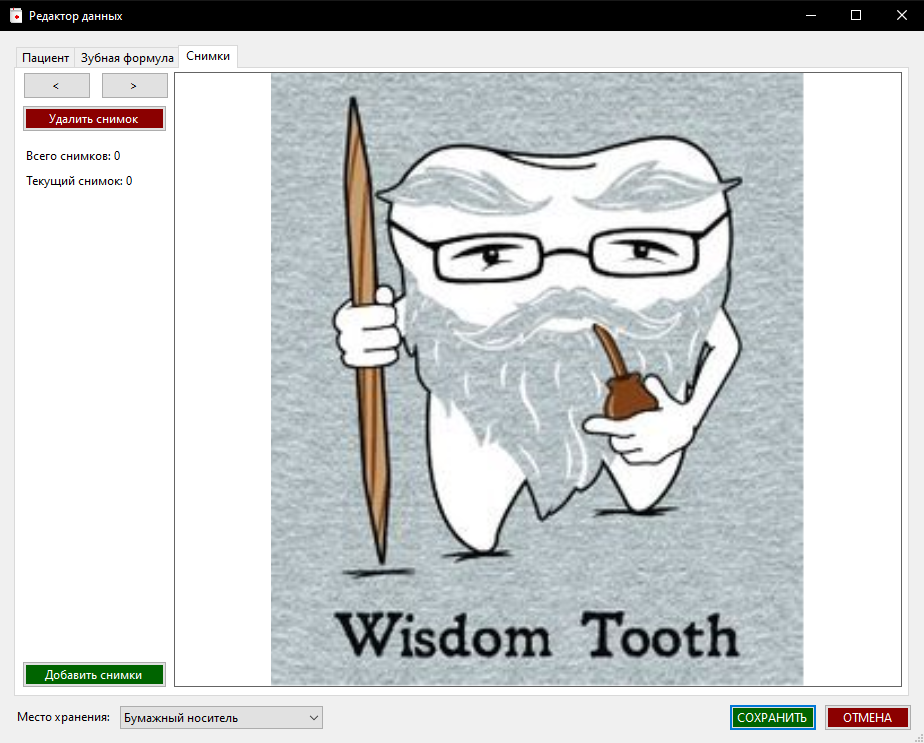 Редактор данных
Пациент Зубная формула Снимки
< >
Удалить снимок
Всего снимков: 0
Текущий снимок: 0
Wisdom Tooth
Добавить снимки
Место хранения: Бумажный носитель СОХРАНИТЬ ОТМЕНА